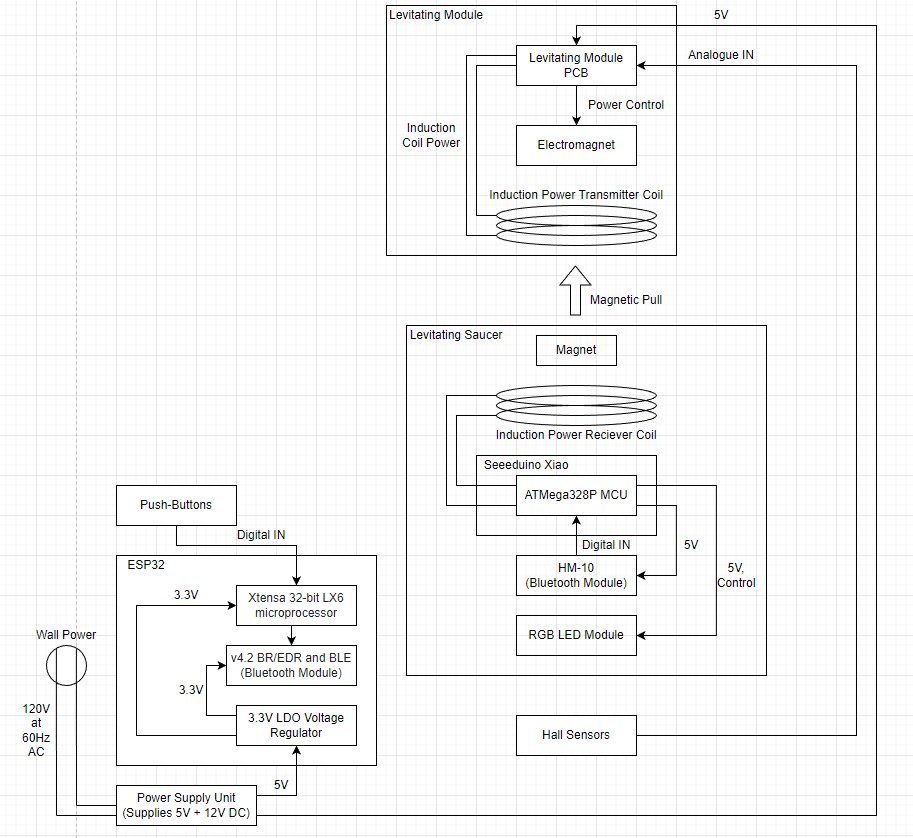 Levitating Module
5V
Levitating Module
PCB
Analogue IN
Power Control
Induction
Coil Power
Electromagnet
Induction Power Transmitter Coil
Magnetic Pull
Levitating Saucer
Magnet
Induction Power Reciever Coil
Seeeduino Xiao
ATMega328P MCU
Digital IN
5V
HM-10
(Bluetooth Module)
5V,
Control
RGB LED Module
Hall Sensors
Push-Buttons
Digital IN
ESP32
3.3V
Xtensa 32-bit LX6
microprocessor
v4.2 BR/EDR and BLE
(Bluetooth Module)
3.3V
3.3V LDO Voltage
Regulator
Wall Power
120V
at
60Hz
AC
5V
Power Supply Unit
(Supplies 5V + 12V DC)